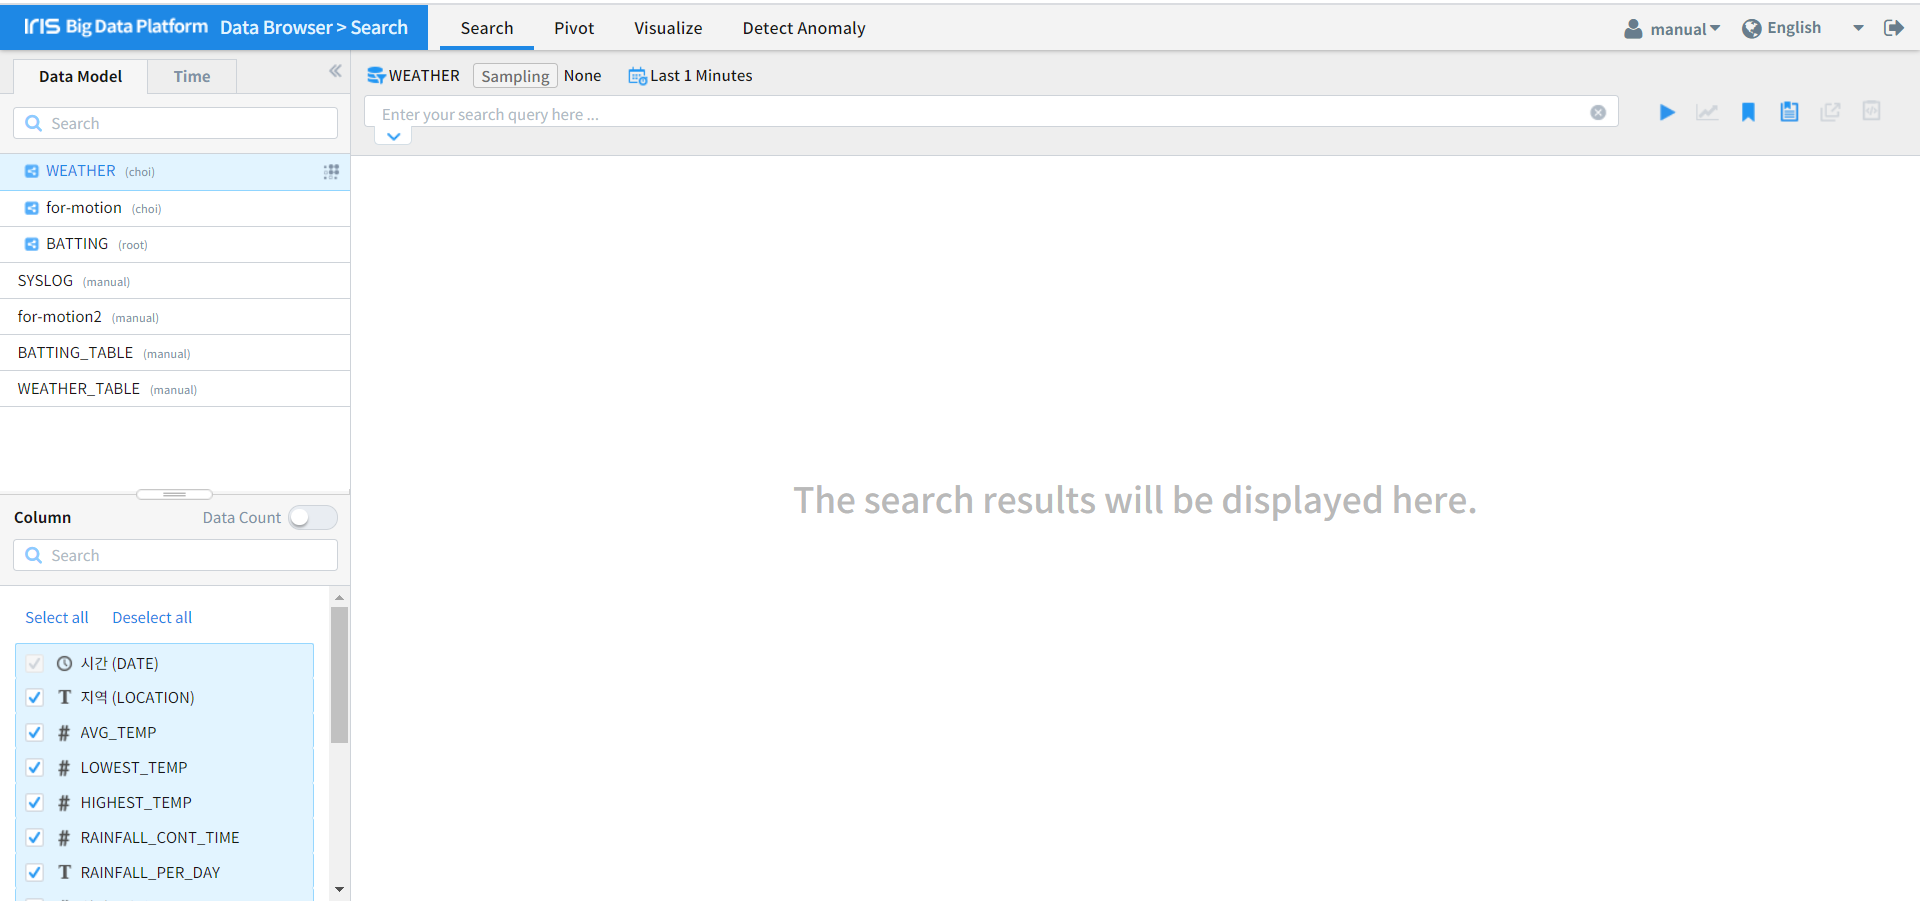 IRIS Big Data Platform Data Browser > Search
Search Pivot Visualize Detect Anomaly
manual English
Data Model Time
WEATHER Sampling None Last 1 Minutes
Search
Enter your search query here ...
WEATHER (choi)
for-motion (choi)
BATTING (root)
SYSLOG (manual)
for-motion2 (manual)
BATTING_TABLE (manual)
WEATHER_TABLE (manual)
The search results will be displayed here.
Column Data Count
Search
Select all Deselect all
시간 (DATE)
T 지역 (LOCATION)
# AVG_TEMP
# LOWEST_TEMP
# HIGHEST_TEMP
# RAINFALL_CONT_TIME
T RAINFALL_PER_DAY